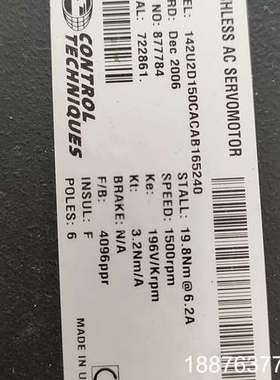 CONTROL
TECHNIQUES
HLESS AC SERVOMOTOR
EL: 142U2D150CACAB165240
RD: Dec 2006
NO: 877784
AL: 722861.
STALL: 19.8Nm@6.2A
SPEED: 1500rpm
Ke: 196V/Krpm
Kt: 3.2Nm/A
BRAKE: N/A
F/B: 4096ppr
INSUL: F
POLES: 6
MADE IN U
18876377